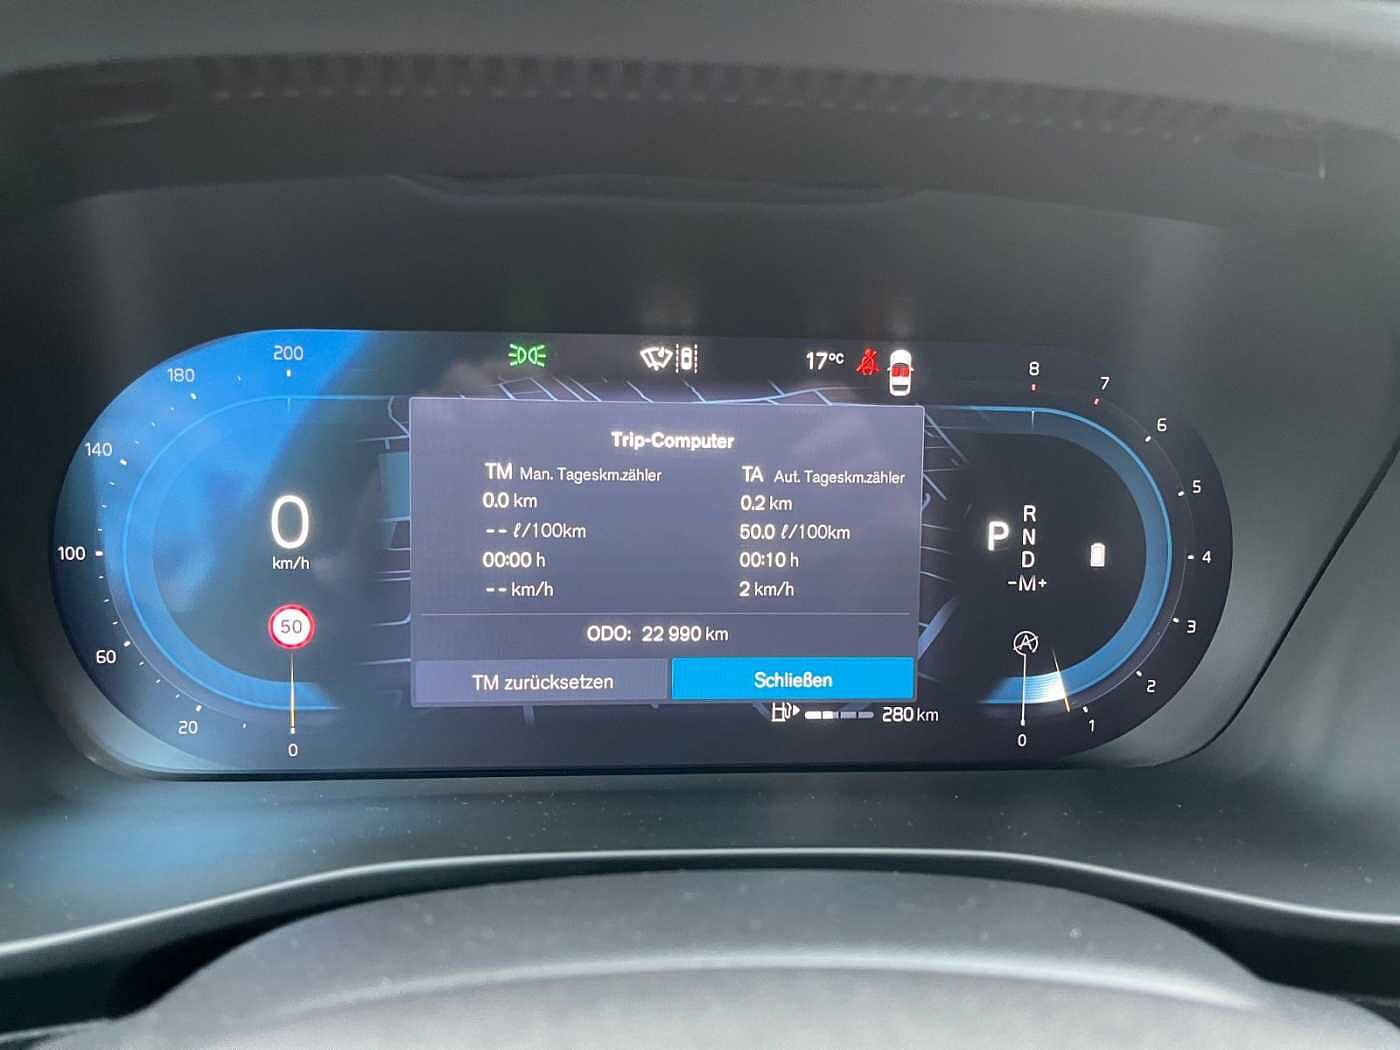 200
180
140
100
60
20
0
0
km/h
50
17°C
Trip-Computer
TM Man. Tageskm.zähler
0.0 km
-- ℓ/100km
00:00 h
-- km/h
TA Aut. Tageskm.zähler
0.2 km
50.0 ℓ/100km
00:10 h
2 km/h
ODO: 22 990 km
TM zurücksetzen
Schließen
280 km
8
7
6
5
4
3
2
1
0
P
R
N
D
-M+
A